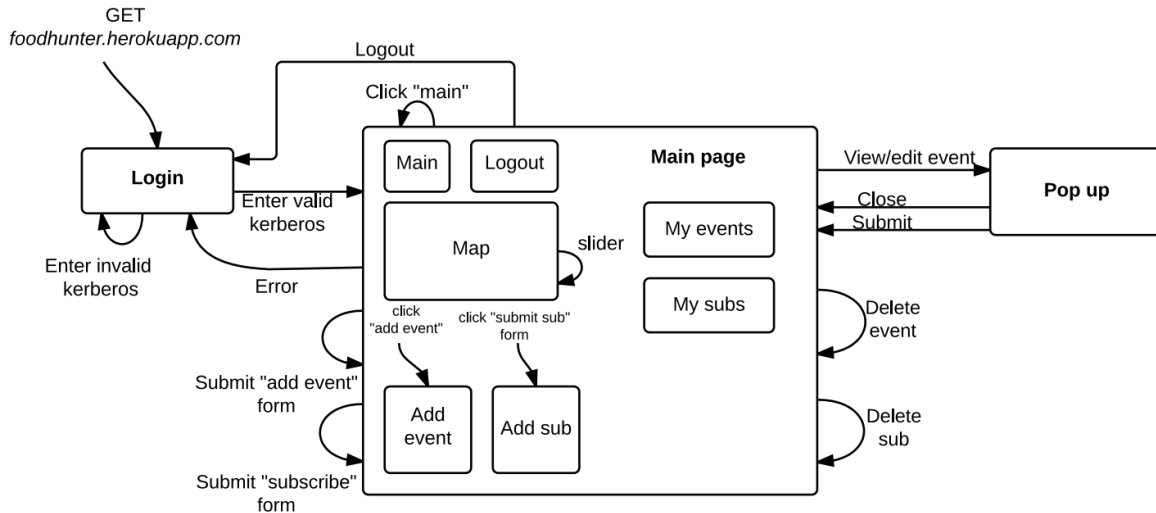 GET
foodhunter.herokuapp.com
Logout
Click "main"
Main
Logout
Main page
View/edit event
Login
Pop up
Enter valid
kerberos
Close
Submit
My events
Map
slider
Enter invalid
kerberos
Error
My subs
click
"add event"
click "submit sub"
form
Delete
event
Submit "add event"
form
Add
event
Add sub
Delete
sub
Submit "subscribe"
form